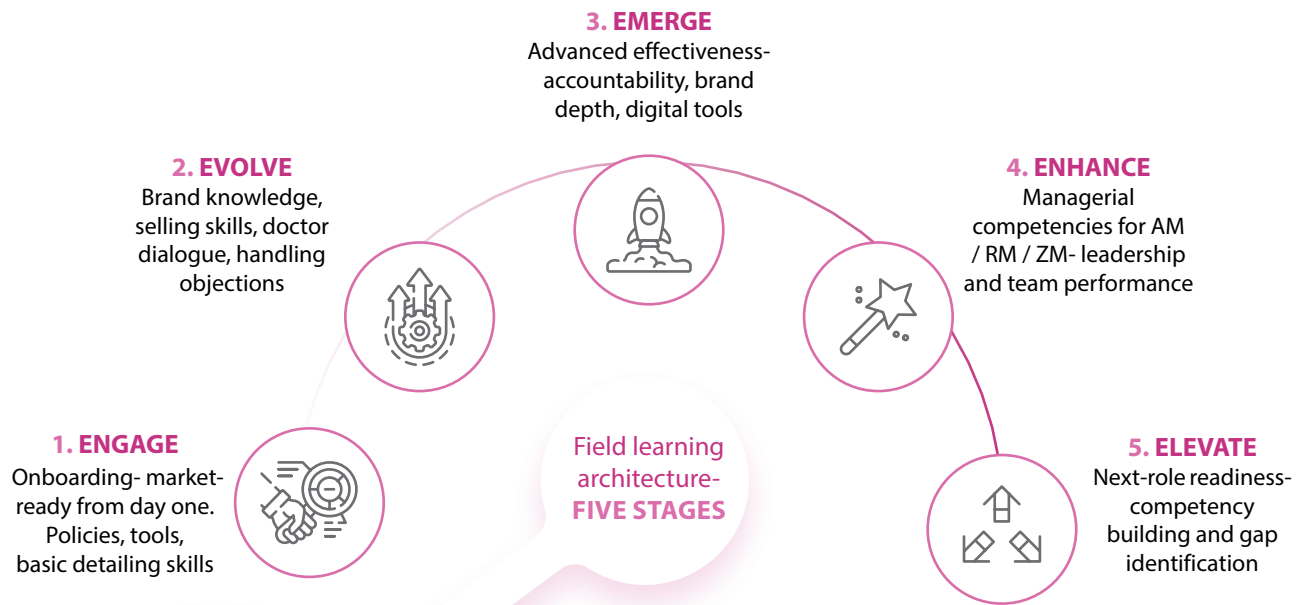 3. EMERGE
Advanced effectiveness-
accountability, brand
depth, digital tools
2. EVOLVE
Brand knowledge,
selling skills, doctor
dialogue, handling
objections
4. ENHANCE
Managerial
competencies for AM
/ RM / ZM- leadership
and team performance
1. ENGAGE
Onboarding- market-
ready from day one.
Policies, tools,
basic detailing skills
Field learning
architecture-
FIVE STAGES
5. ELEVATE
Next-role readiness-
competency
building and gap
identification